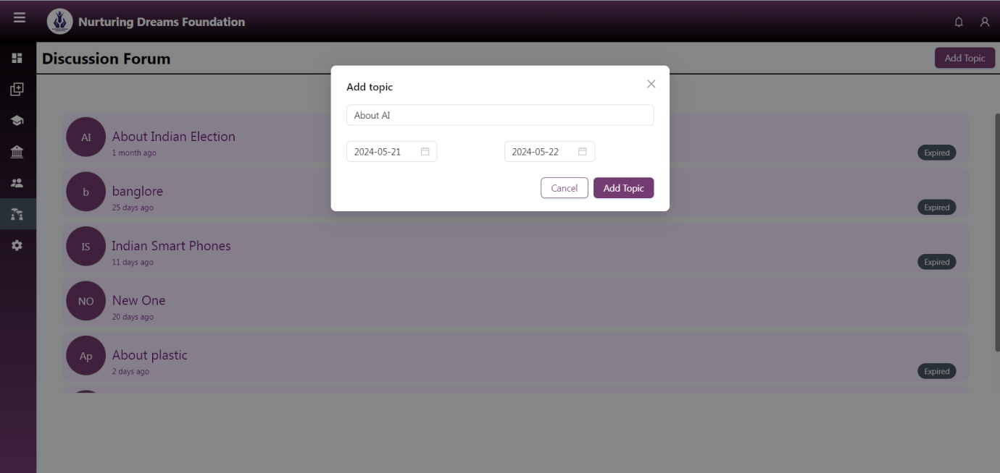 Nurturing Dreams Foundation
Discussion Forum
Add Topic
Add topic
About AI
2024-05-21
2024-05-22
Cancel
Add Topic
AI
About Indian Election
1 month ago
Expired
b
banglore
25 days ago
Expired
IS
Indian Smart Phones
11 days ago
Expired
NO
New One
20 days ago
Ap
About plastic
2 days ago
Expired